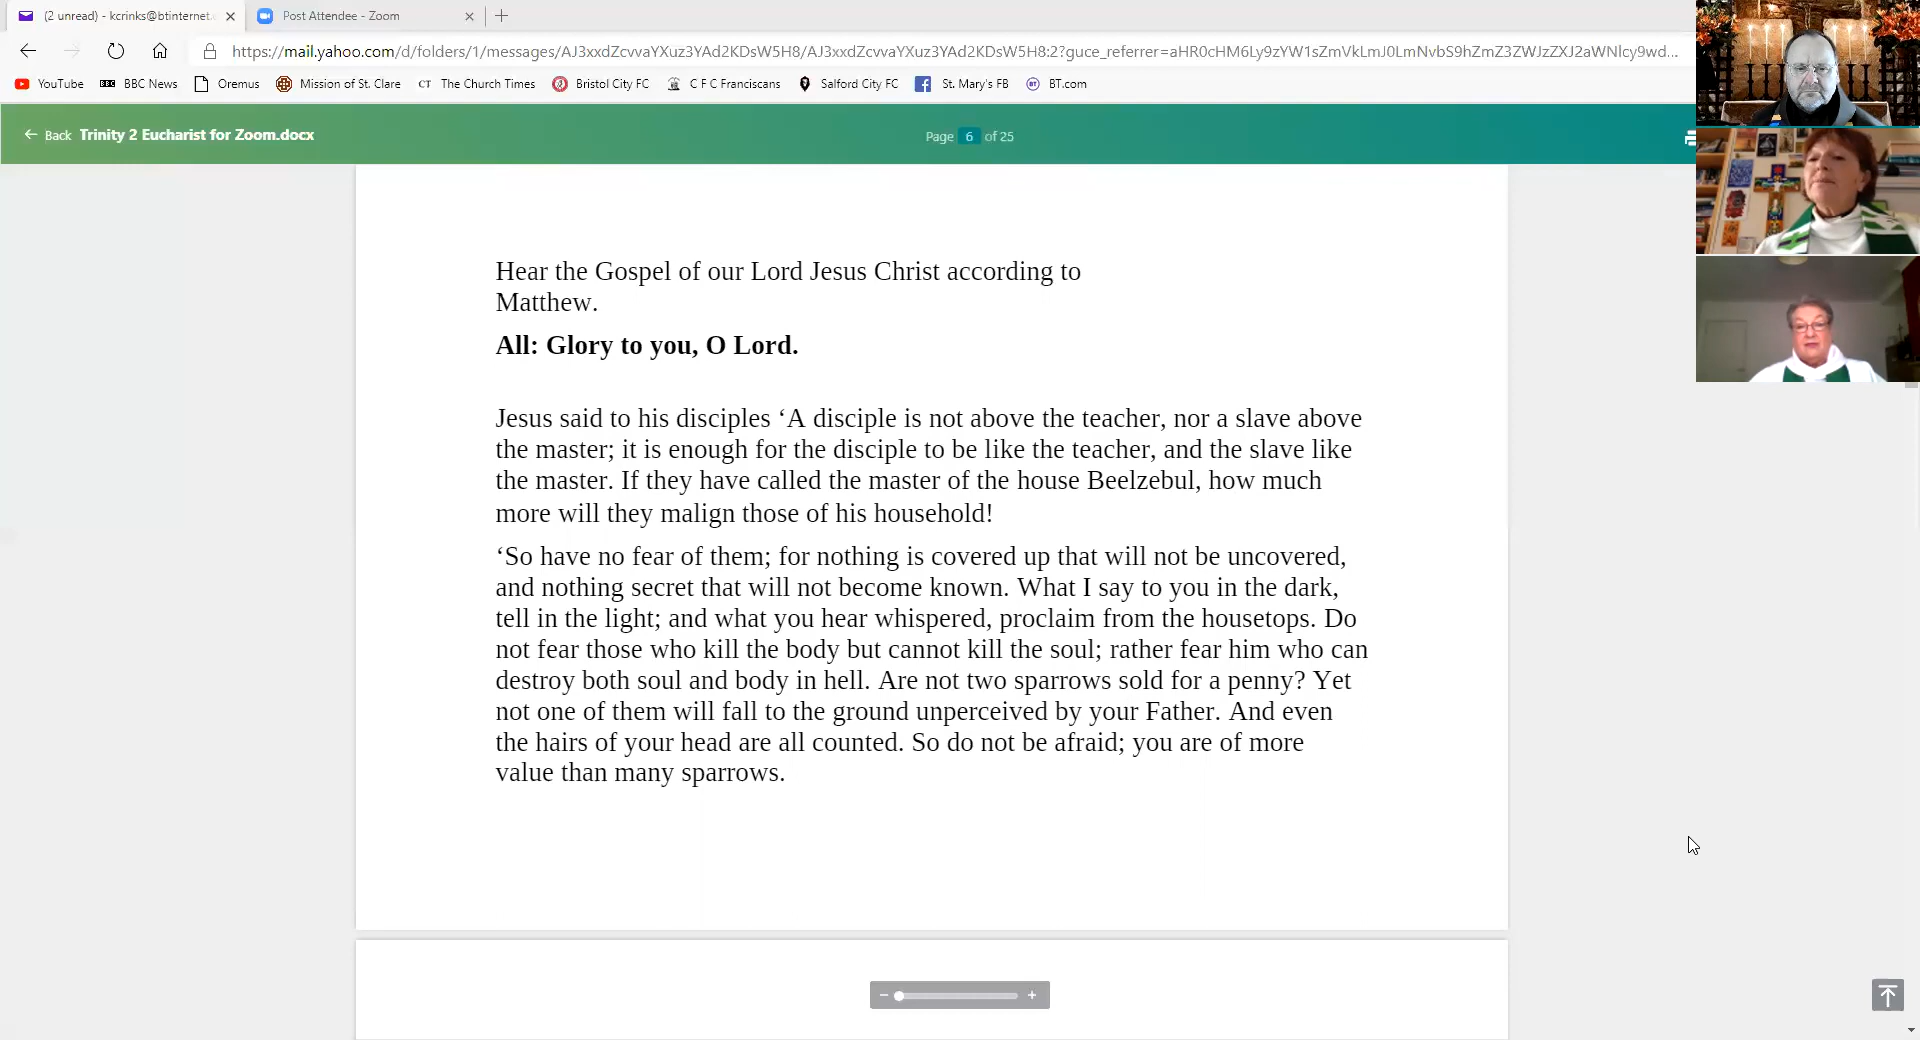 (2 unread) - kcrinks@btinternet.c
Post Attendee - Zoom
https://mail.yahoo.com/d/folders/1/messages/AJ3xxdZcvvaYXuz3YAd2KDsW5H8/AJ3xxdZcvvaYXuz3YAd2KDsW5H8:2?guce_referrer=aHR0cHM6Ly9zYW1sZmVkLmJ0LmNvbS9hZmZ3ZWJzZXJ2aWNlcy9wd...
YouTube BBC News Oremus Mission of St. Clare CT The Church Times Bristol City FC C F C Franciscans Salford City FC St. Mary's FB BT.com
Back Trinity 2 Eucharist for Zoom.docx Page 6 of 25
Hear the Gospel of our Lord Jesus Christ according to
Matthew.
All: Glory to you, O Lord.
Jesus said to his disciples ‘A disciple is not above the teacher, nor a slave above
the master; it is enough for the disciple to be like the teacher, and the slave like
the master. If they have called the master of the house Beelzebul, how much
more will they malign those of his household!
‘So have no fear of them; for nothing is covered up that will not be uncovered,
and nothing secret that will not become known. What I say to you in the dark,
tell in the light; and what you hear whispered, proclaim from the housetops. Do
not fear those who kill the body but cannot kill the soul; rather fear him who can
destroy both soul and body in hell. Are not two sparrows sold for a penny? Yet
not one of them will fall to the ground unperceived by your Father. And even
the hairs of your head are all counted. So do not be afraid; you are of more
value than many sparrows.